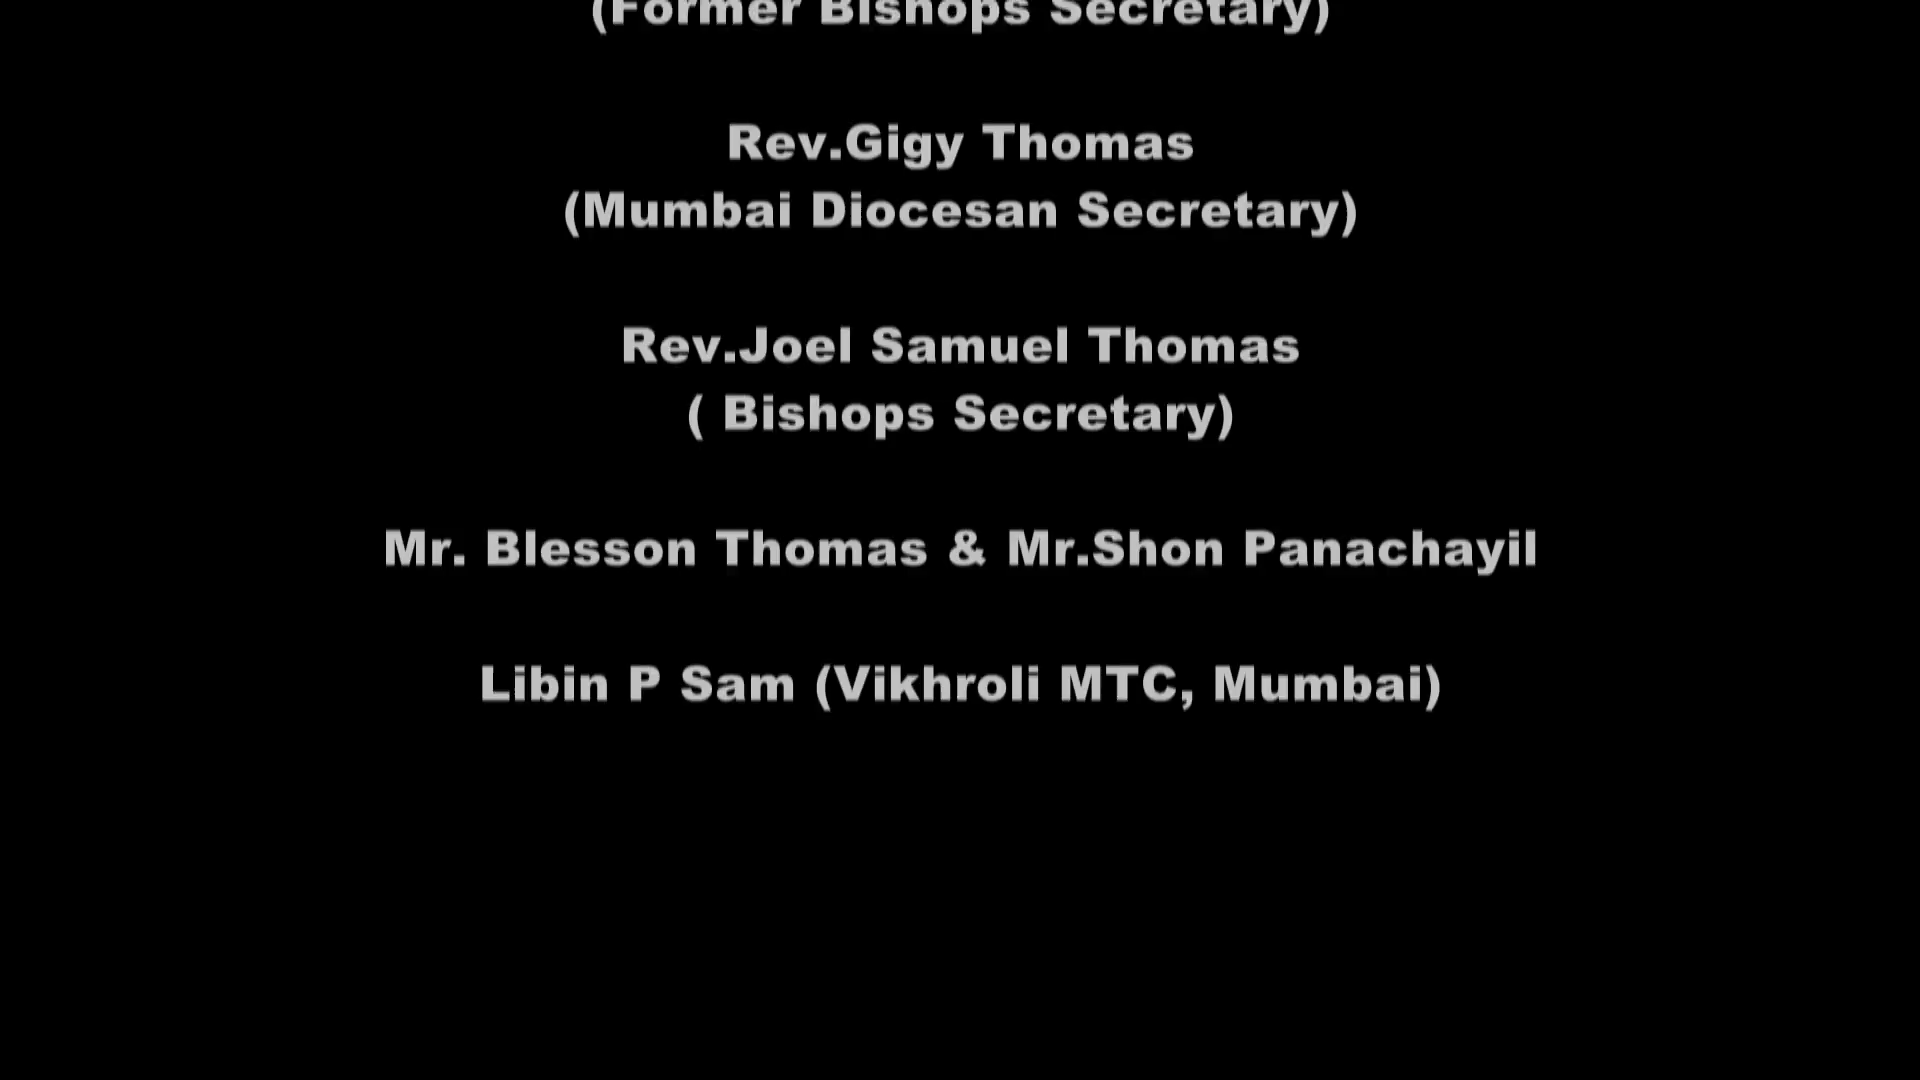 (Former Bishops Secretary)
Rev.Gigy Thomas
(Mumbai Diocesan Secretary)
Rev.Joel Samuel Thomas
( Bishops Secretary)
Mr. Blesson Thomas & Mr.Shon Panachayil
Libin P Sam (Vikhroli MTC, Mumbai)